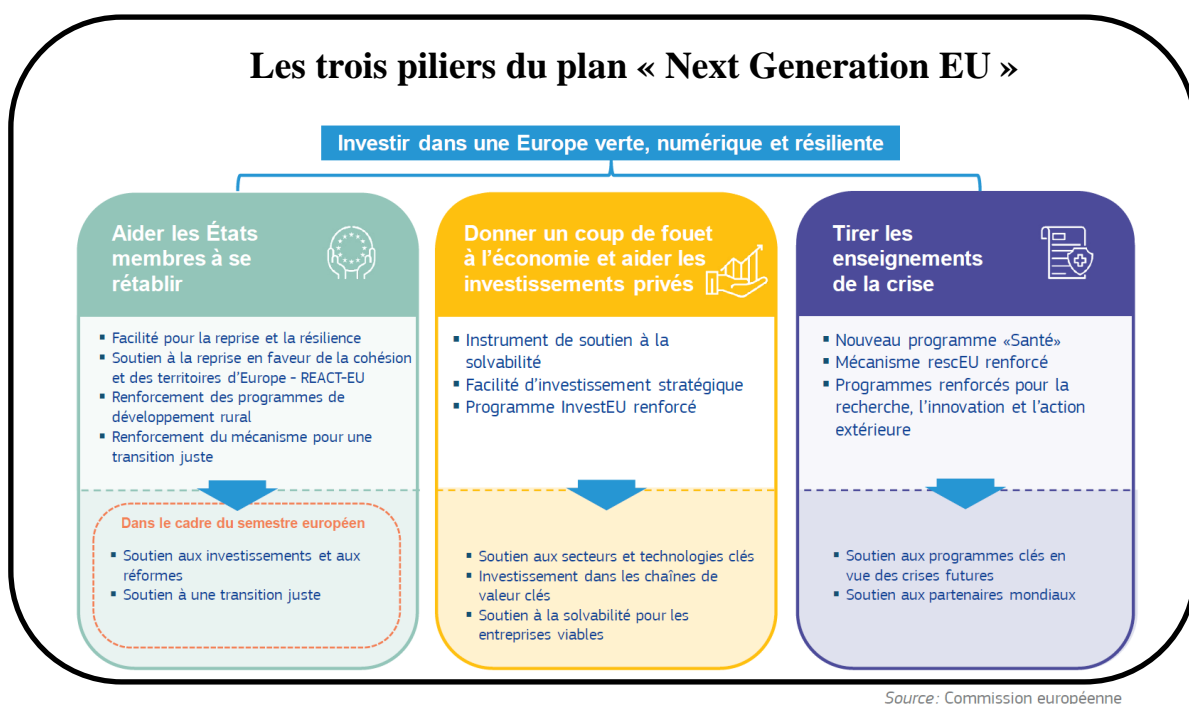 Les trois piliers du plan « Next Generation EU »
Investir dans une Europe verte, numérique et résiliente
Aider les États
membres à se
rétablir
▪ Facilité pour la reprise et la résilience
▪ Soutien à la reprise en faveur de la cohésion
et des territoires d'Europe - REACT-EU
▪ Renforcement des programmes de
développement rural
▪ Renforcement du mécanisme pour une
transition juste
Dans le cadre du semestre européen
▪ Soutien aux investissements et aux
réformes
▪ Soutien à une transition juste
Donner un coup de fouet
à l'économie et aider les
investissements privés
▪ Instrument de soutien à la
solvabilité
▪ Facilité d'investissement stratégique
▪ Programme InvestEU renforcé
▪ Soutien aux secteurs et technologies clés
▪ Investissement dans les chaînes de
valeur clés
▪ Soutien à la solvabilité pour les
entreprises viables
Tirer les
enseignements
de la crise
▪ Nouveau programme «Santé»
▪ Mécanisme rescEU renforcé
▪ Programmes renforcés pour la
recherche, l'innovation et l'action
extérieure
▪ Soutien aux programmes clés en
vue des crises futures
▪ Soutien aux partenaires mondiaux
Source: Commission européenne